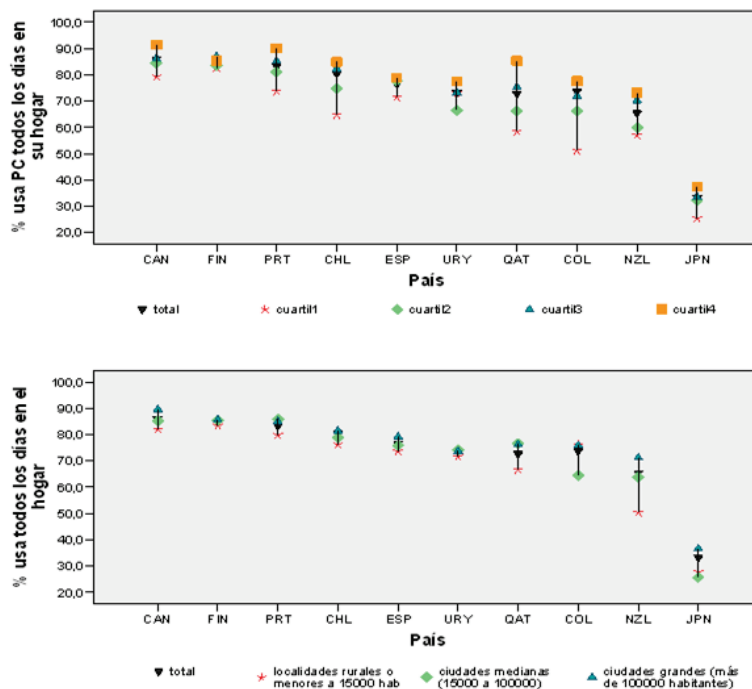 % usa PC todos los días en
su hogar
100,0
90,0
80,0
70,0
60,0
50,0
40,0
30,0
20,0
CAN FIN PRT CHL ESP URY QAT COL NZL JPN
País
total cuartil1 cuartil2 cuartil3 cuartil4
% usa todos los días en el
hogar
100,0
90,0
80,0
70,0
60,0
50,0
40,0
30,0
20,0
CAN FIN PRT CHL ESP URY QAT COL NZL JPN
País
total localidades rurales o ciudades medianas ciudades grandes (más
menores a 15000 hab (15000 a 100000) de 100000 habitantes)